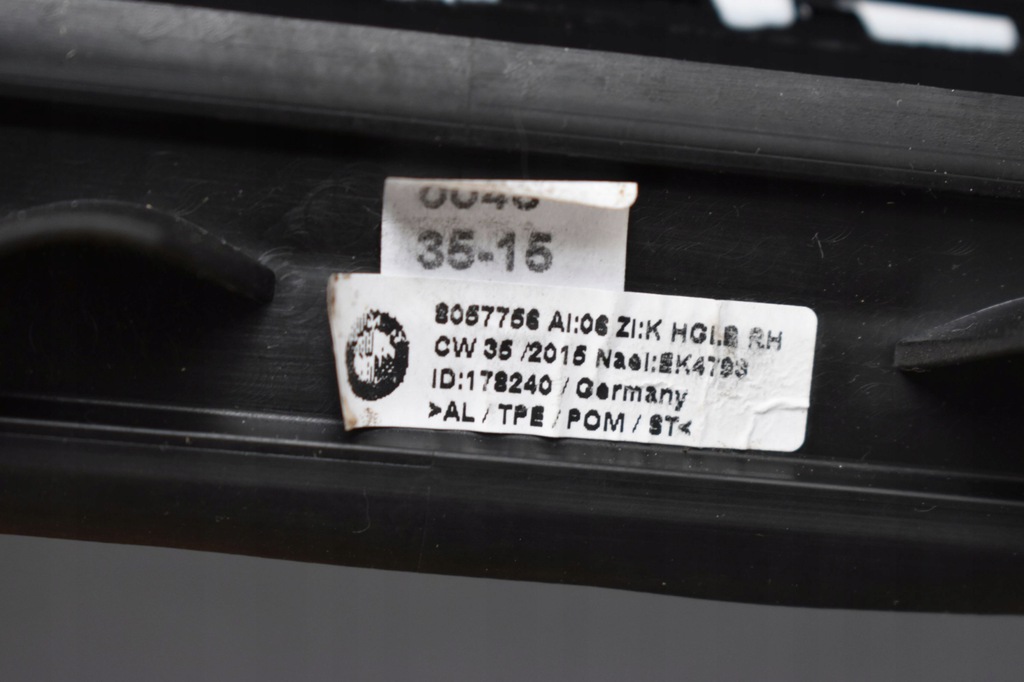 35-15
8057756 AI:06 ZI:K HGLB RH
CW 35 /2015 Nael:EK4793
ID:178240 / Germany
>AL / TPE / POM / ST<